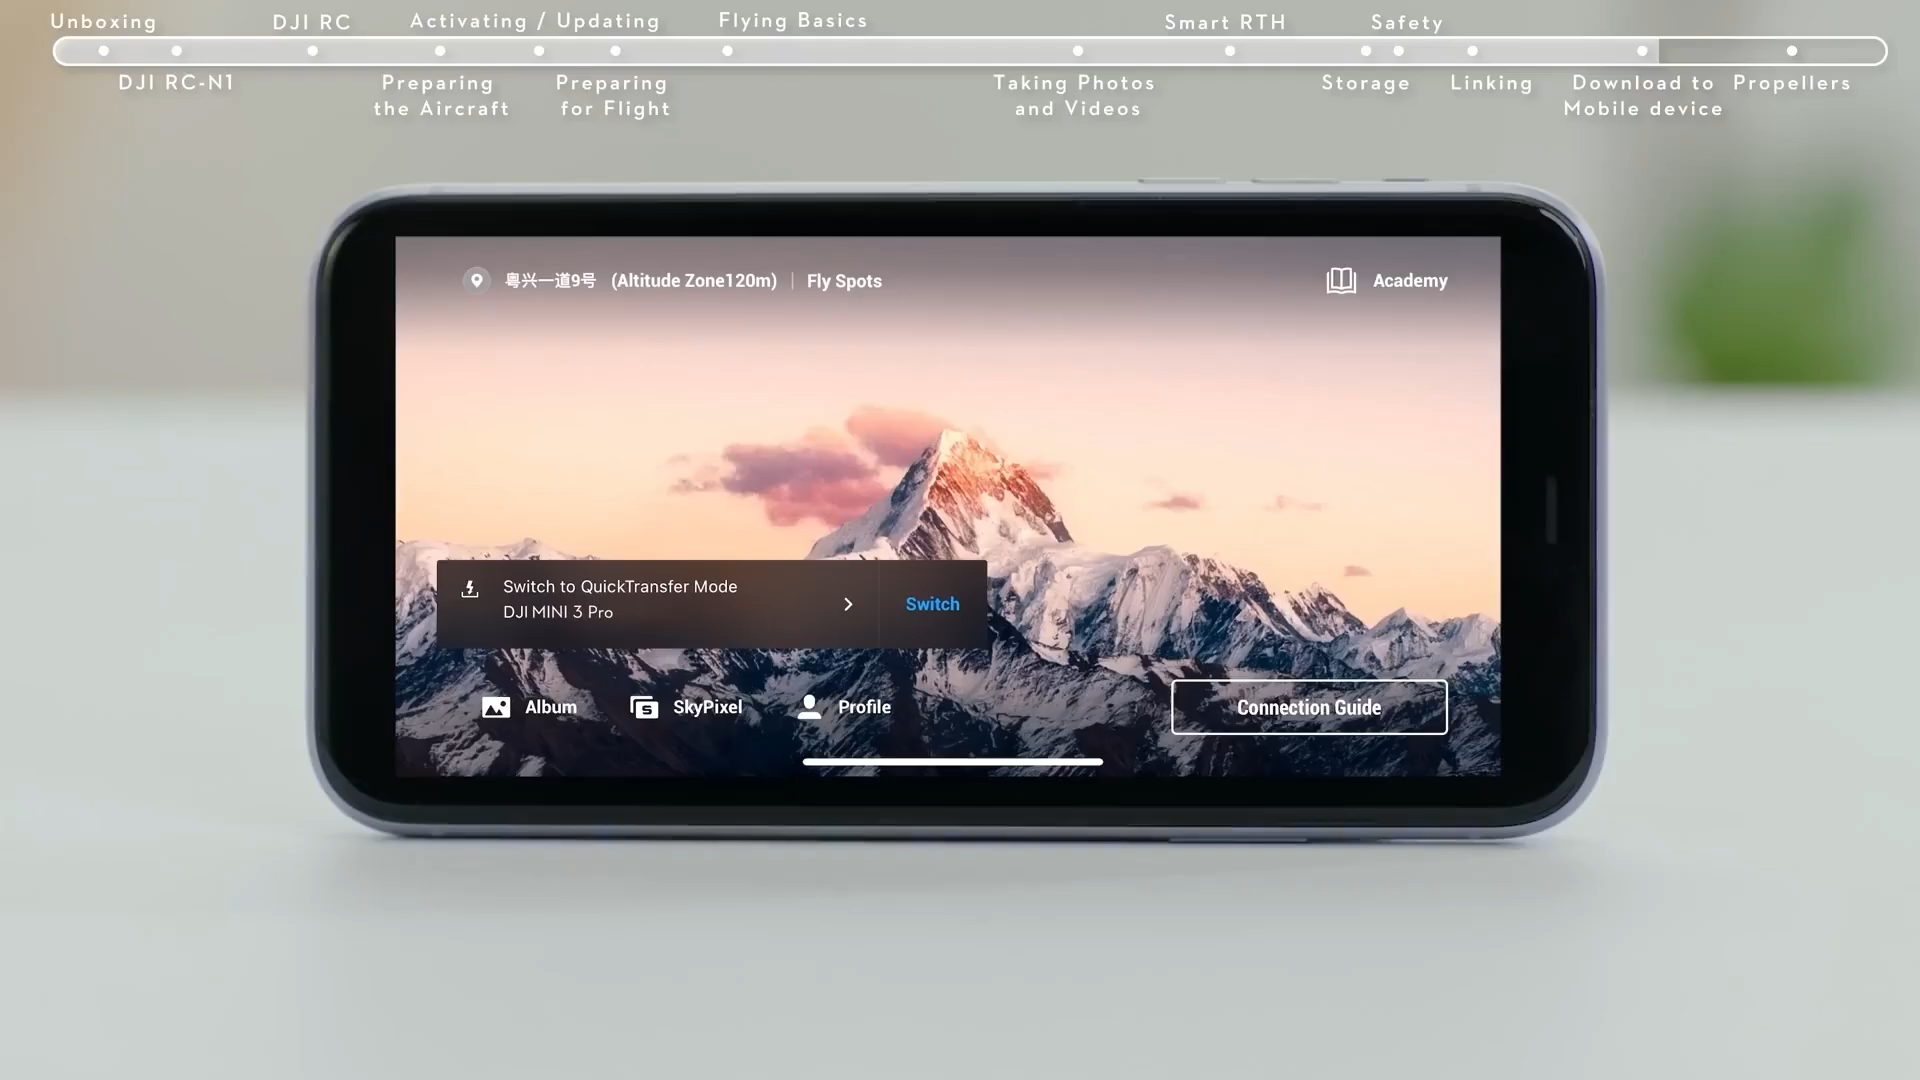 Unboxing
DJI RC
Activating / Updating
Flying Basics
Smart RTH
Safety
DJI RC-N1
Preparing
the Aircraft
Preparing
for Flight
Taking Photos
and Videos
Storage
Linking
Download to
Mobile device
Propellers
粤兴一道9号 (Altitude Zone120m) | Fly Spots
Academy
Switch to QuickTransfer Mode
DJI MINI 3 Pro
Switch
Album
SkyPixel
Profile
Connection Guide